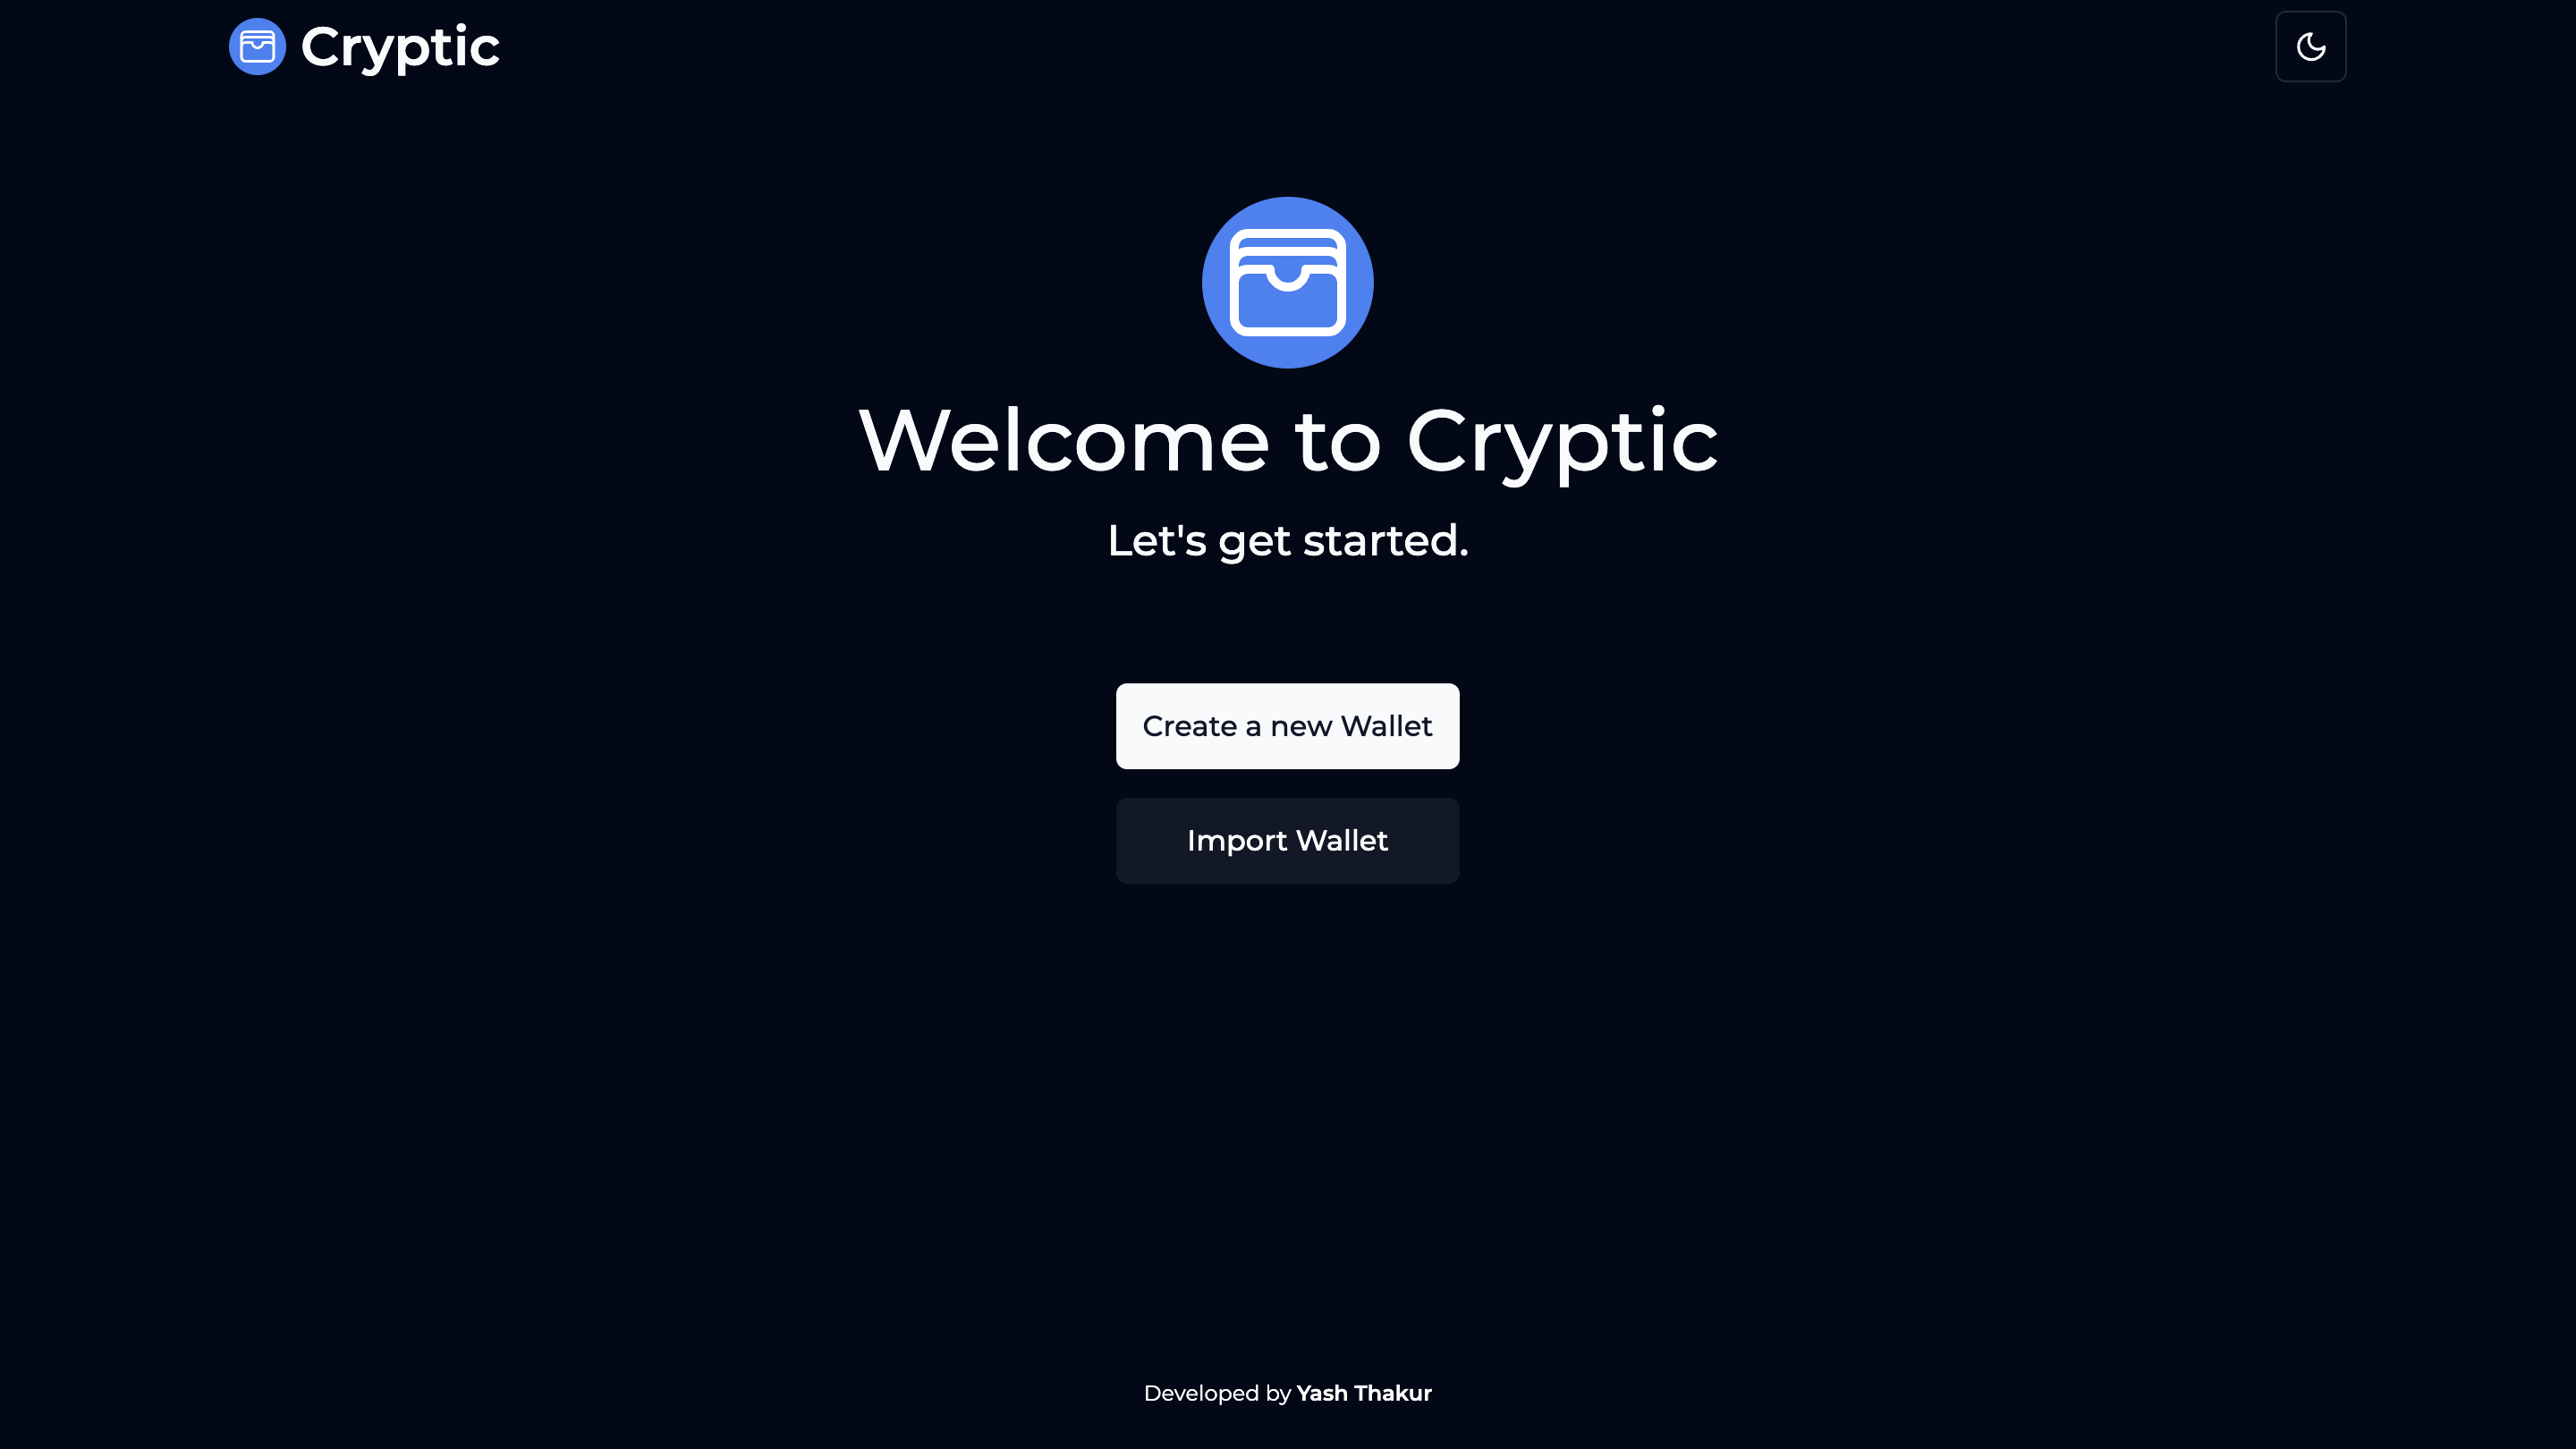 Cryptic
Welcome to Cryptic
Let's get started.
Create a new Wallet
Import Wallet
Developed by Yash Thakur